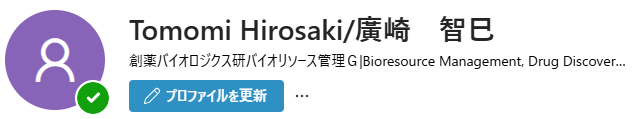 Tomomi Hirosaki/廣崎　智巳
創薬バイオロジクス研バイオリソース管理Ｇ|Bioresource Management, Drug Discover...
プロファイルを更新 ...